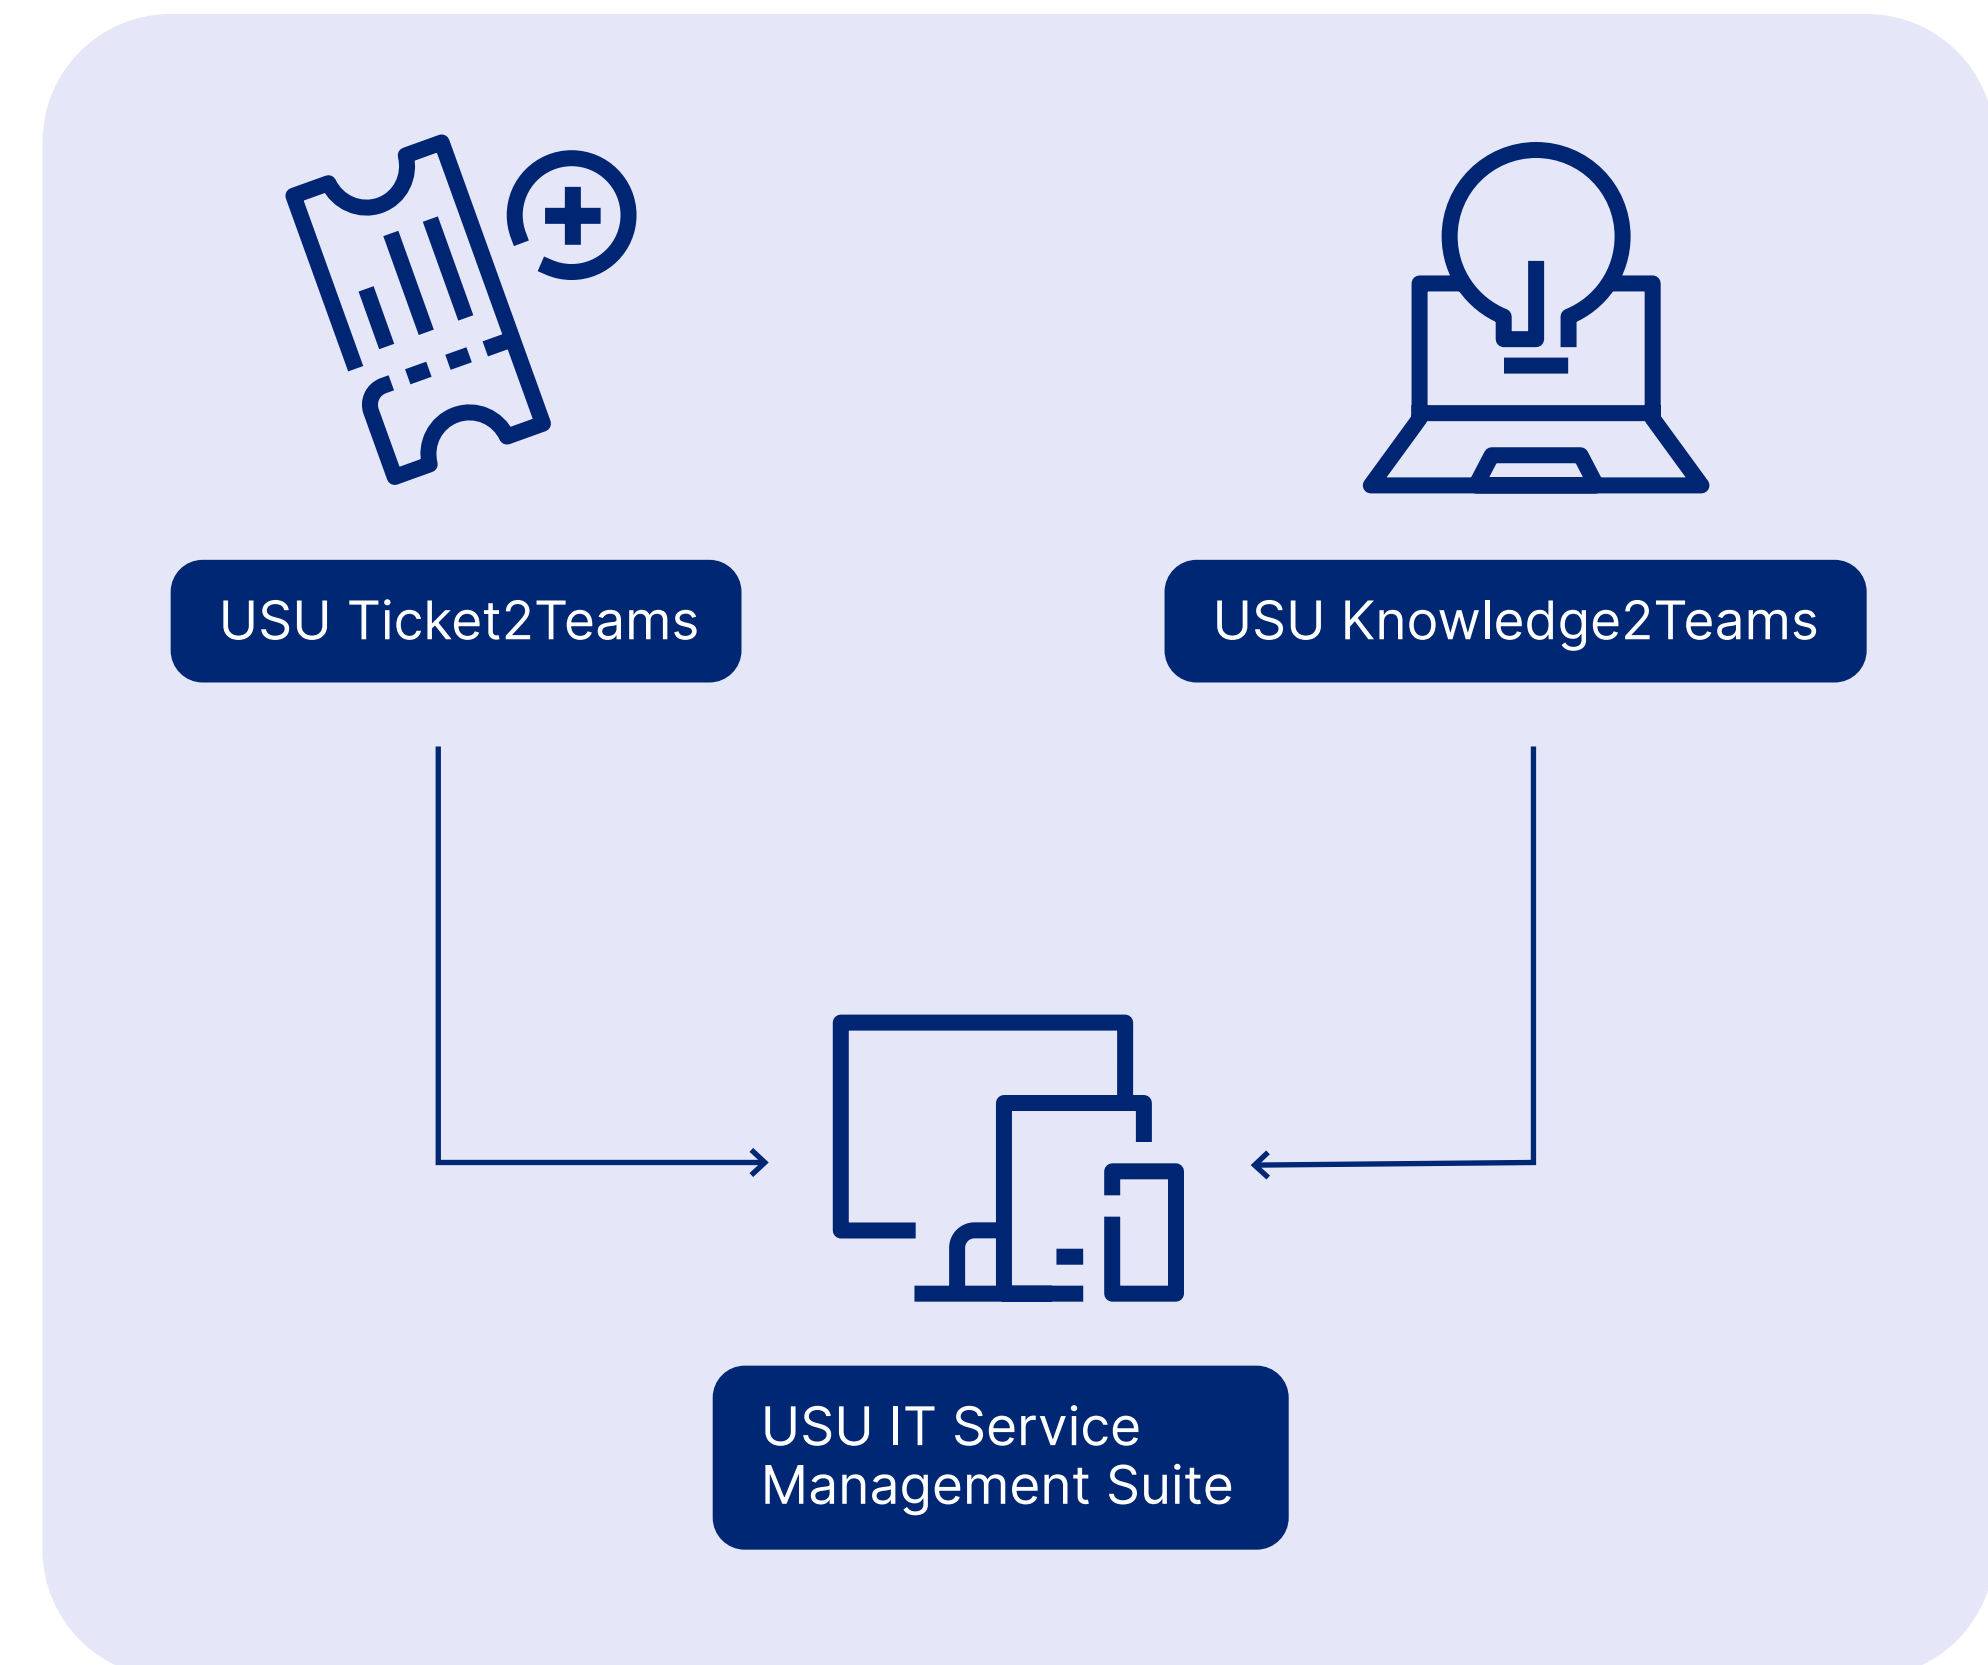 USU Ticket2Teams
USU Knowledge2Teams
USU IT Service
Management Suite